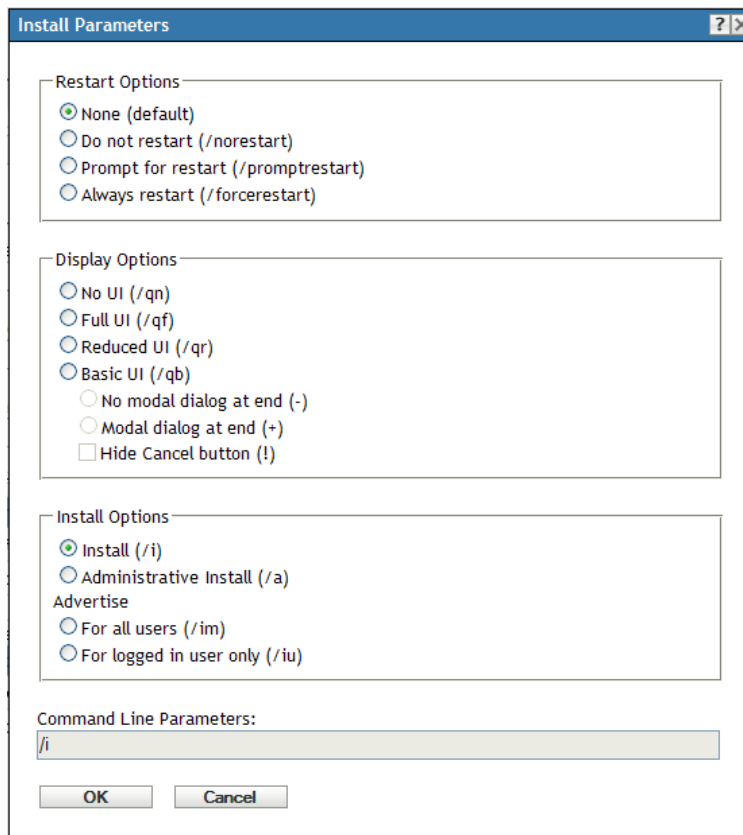 Install Parameters
Restart Options
None (default)
Do not restart (/norestart)
Prompt for restart (/promptrestart)
Always restart (/forcerestart)
Display Options
No UI (/qn)
Full UI (/qf)
Reduced UI (/qr)
Basic UI (/qb)
No modal dialog at end (-)
Modal dialog at end (+)
Hide Cancel button (!)
Install Options
Install (/i)
Administrative Install (/a)
Advertise
For all users (/im)
For logged in user only (/iu)
Command Line Parameters:
/i
OK Cancel